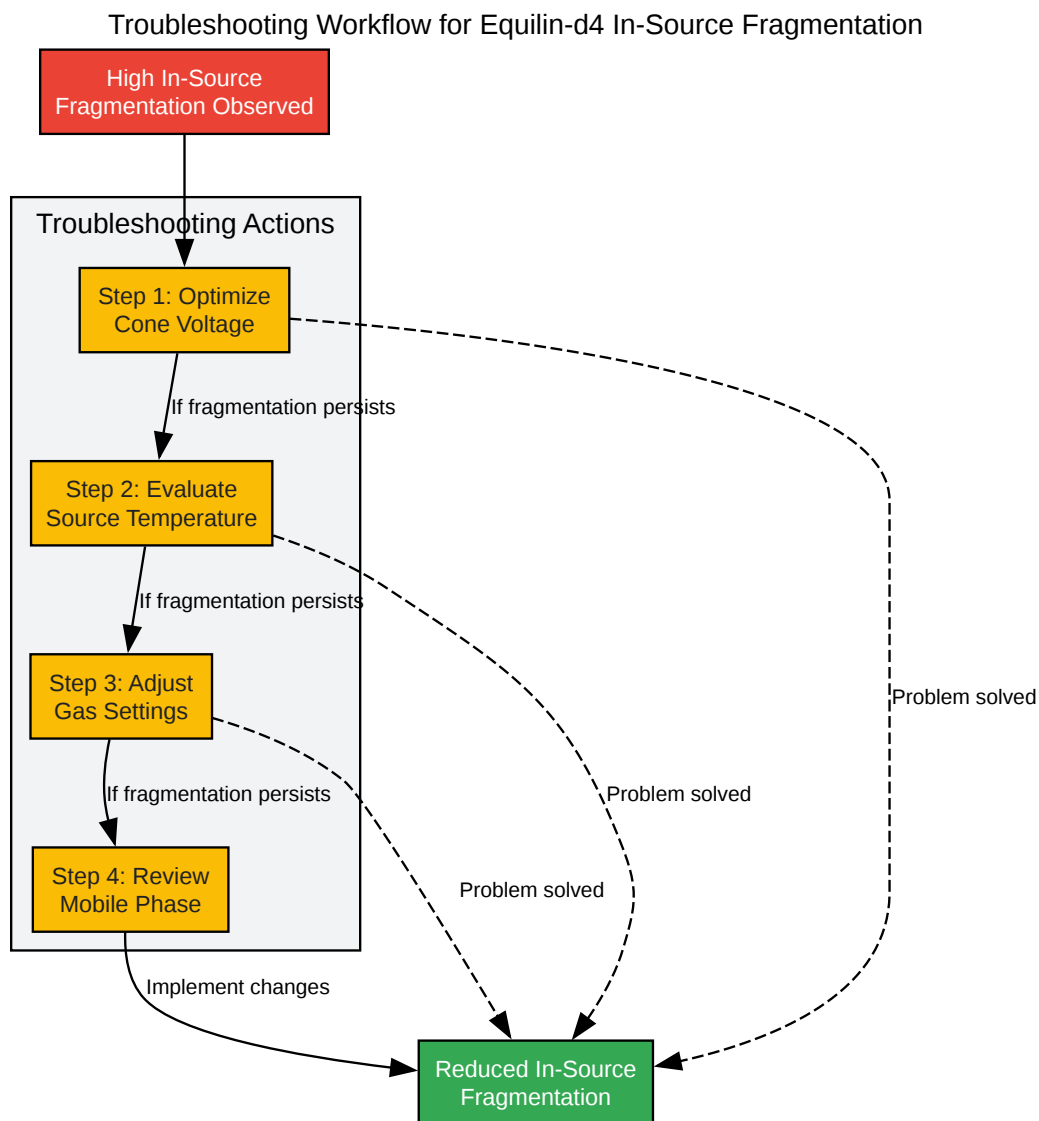 Troubleshooting Workflow for Equilin-d4 In-Source Fragmentation
High In-Source
Fragmentation Observed
Troubleshooting Actions
Step 1: Optimize
Cone Voltage
If fragmentation persists
Step 2: Evaluate
Source Temperature
If fragmentation persists
Step 3: Adjust
Gas Settings
Problem solved
If fragmentation persists
Problem solved
Step 4: Review
Mobile Phase
Problem solved
Implement changes
Reduced In-Source
Fragmentation